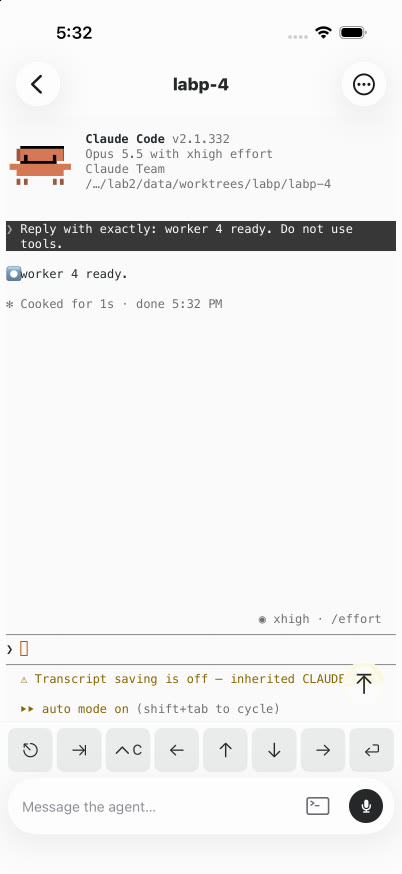 5:32
labp-4
Claude Code v2.1.332
Opus 5.5 with xhigh effort
Claude Team
/…/lab2/data/worktrees/labp/labp-4
❯ Reply with exactly: worker 4 ready. Do not use
tools.
worker 4 ready.
✻ Cooked for 1s · done 5:32 PM
◉ xhigh · /effort
❯
⚠ Transcript saving is off — inherited CLAUDE
⏵⏵ auto mode on (shift+tab to cycle)
C
Message the agent...